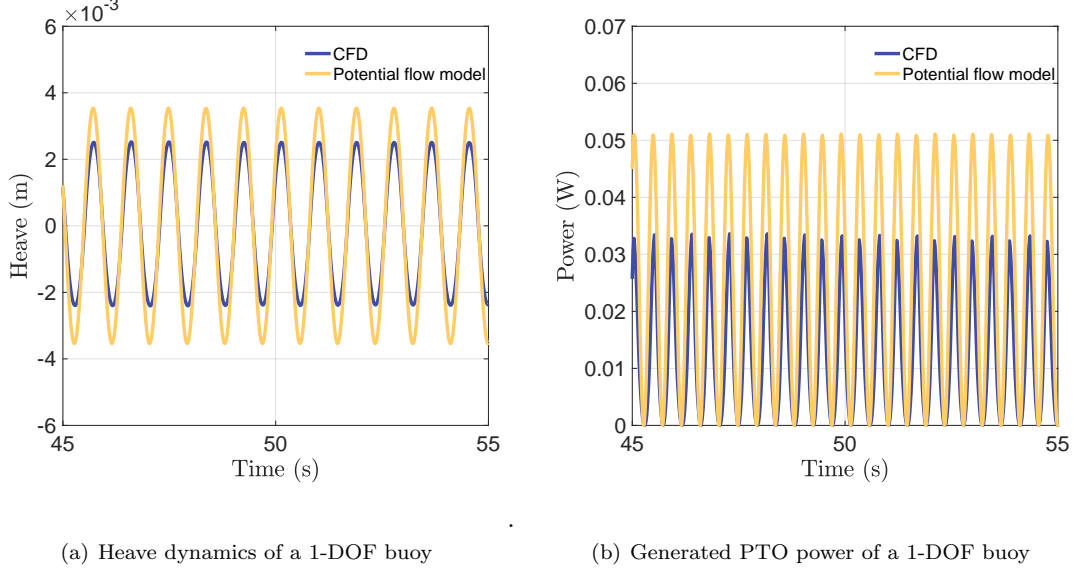 ×10⁻³
6
4
2
0
-2
-4
-6
45
50
55
Heave (m)
Time (s)
CFD
Potential flow model
0.07
0.06
0.05
0.04
0.03
0.02
0.01
0
45
50
55
Power (W)
Time (s)
CFD
Potential flow model
.
(a) Heave dynamics of a 1-DOF buoy
(b) Generated PTO power of a 1-DOF buoy